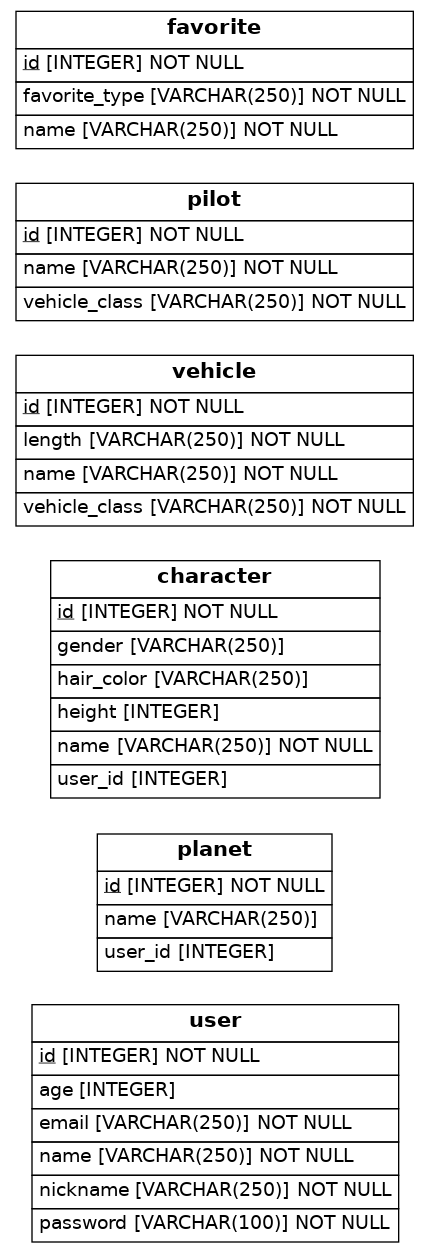 favorite
id [INTEGER] NOT NULL
favorite_type [VARCHAR(250)] NOT NULL
name [VARCHAR(250)] NOT NULL
pilot
id [INTEGER] NOT NULL
name [VARCHAR(250)] NOT NULL
vehicle_class [VARCHAR(250)] NOT NULL
vehicle
id [INTEGER] NOT NULL
length [VARCHAR(250)] NOT NULL
name [VARCHAR(250)] NOT NULL
vehicle_class [VARCHAR(250)] NOT NULL
character
id [INTEGER] NOT NULL
gender [VARCHAR(250)]
hair_color [VARCHAR(250)]
height [INTEGER]
name [VARCHAR(250)] NOT NULL
user_id [INTEGER]
planet
id [INTEGER] NOT NULL
name [VARCHAR(250)]
user_id [INTEGER]
user
id [INTEGER] NOT NULL
age [INTEGER]
email [VARCHAR(250)] NOT NULL
name [VARCHAR(250)] NOT NULL
nickname [VARCHAR(250)] NOT NULL
password [VARCHAR(100)] NOT NULL